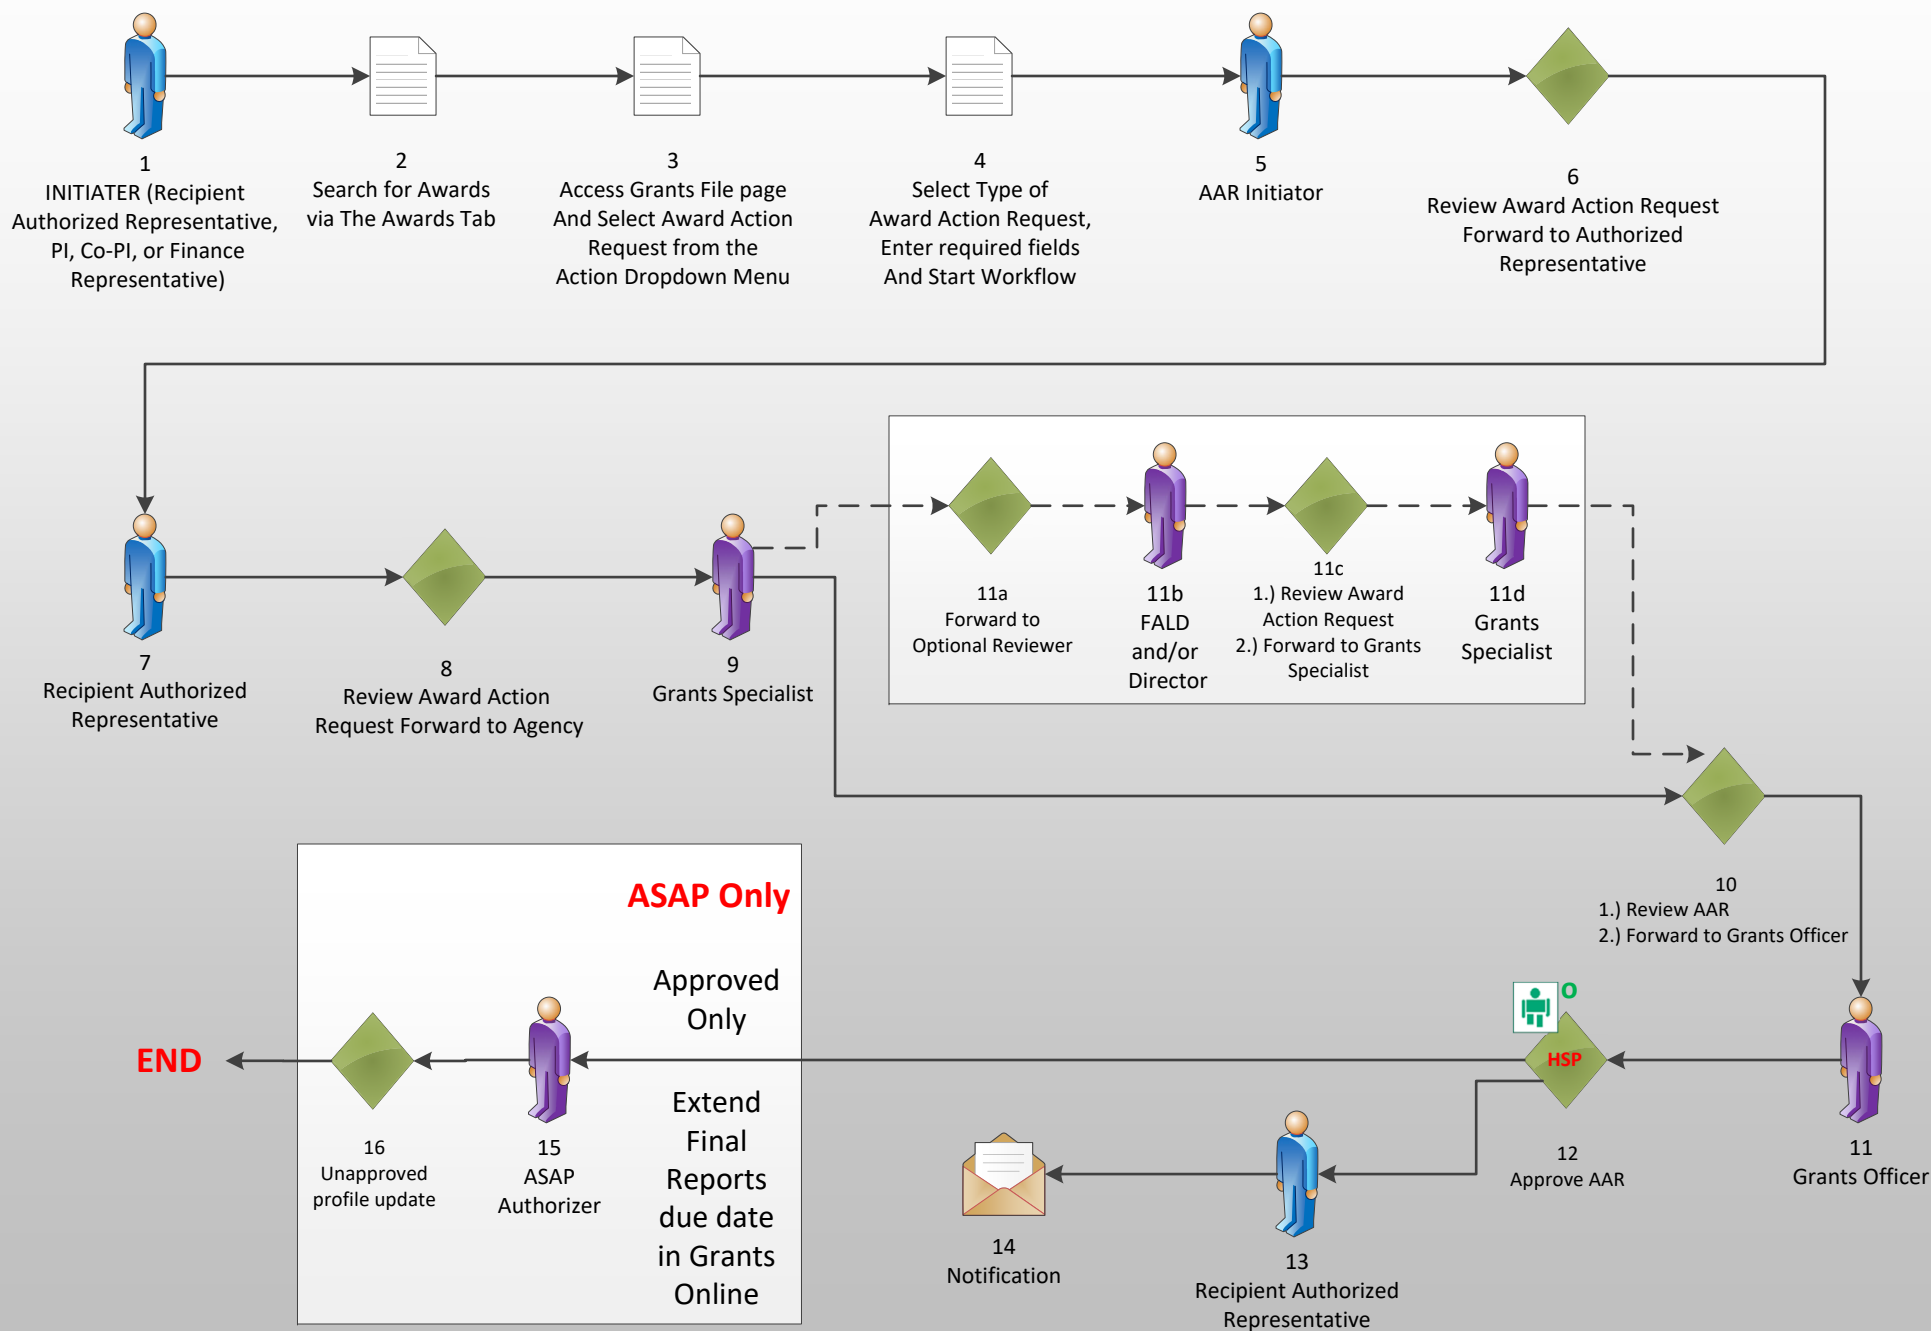 1
INITIATER (Recipient
Authorized Representative,
PI, Co-PI, or Finance
Representative)
2
Search for Awards
via The Awards Tab
3
Access Grants File page
And Select Award Action
Request from the
Action Dropdown Menu
4
Select Type of
Award Action Request,
Enter required fields
And Start Workflow
5
AAR Initiator
6
Review Award Action Request
Forward to Authorized
Representative
7
Recipient Authorized
Representative
8
Review Award Action
Request Forward to Agency
9
Grants Specialist
11a
Forward to
Optional Reviewer
11b
FALD
and/or
Director
11c
1.) Review Award
Action Request
2.) Forward to Grants
Specialist
11d
Grants
Specialist
10
1.) Review AAR
2.) Forward to Grants Officer
11
Grants Officer
O
HSP
12
Approve AAR
13
Recipient Authorized
Representative
14
Notification
ASAP Only
Approved
Only
Extend
Final
Reports
due date
in Grants
Online
15
ASAP
Authorizer
16
Unapproved
profile update
END